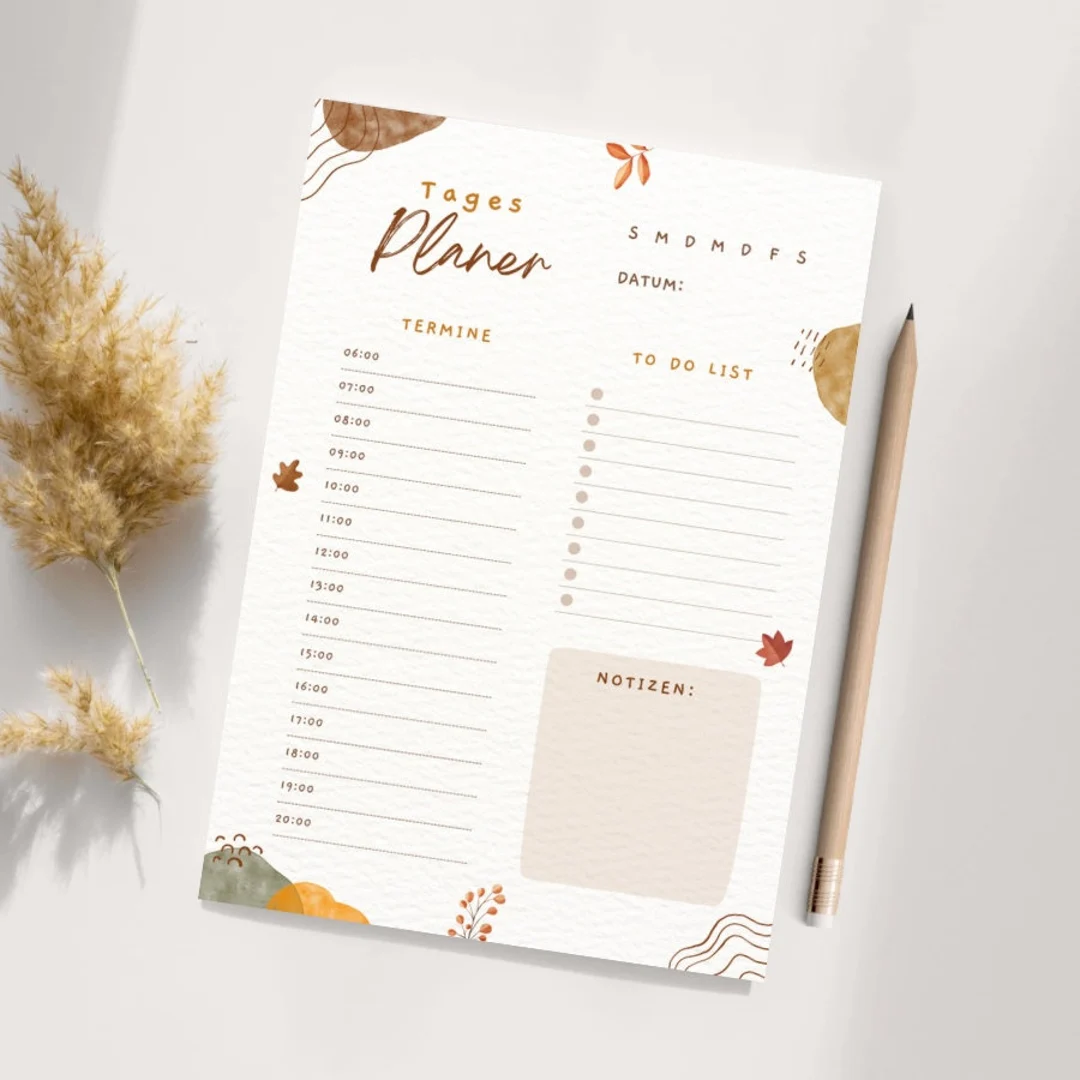 Tages
Planer
S M D M D F S
DATUM:
TERMINE
06:00
07:00
08:00
09:00
10:00
11:00
12:00
13:00
14:00
15:00
16:00
17:00
18:00
19:00
20:00
TO DO LIST
NOTIZEN: